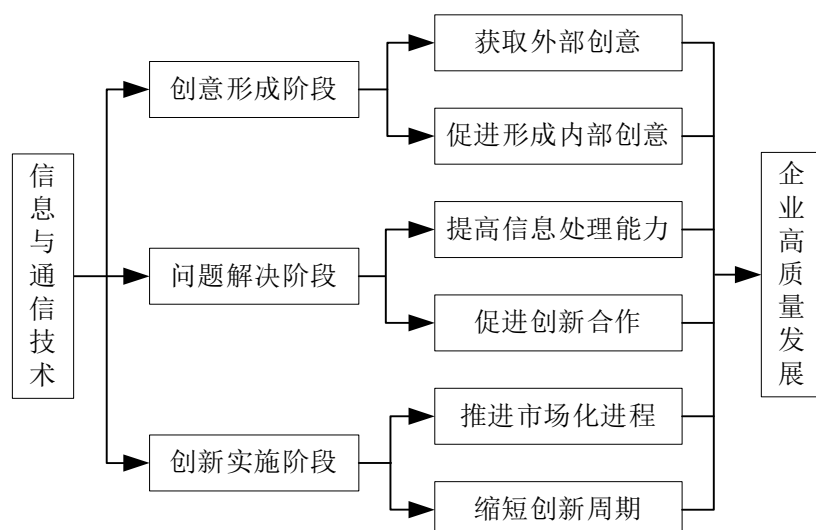 信息与通信技术
创意形成阶段
问题解决阶段
创新实施阶段
获取外部创意
促进形成内部创意
提高信息处理能力
促进创新合作
推进市场化进程
缩短创新周期
企业高质量发展